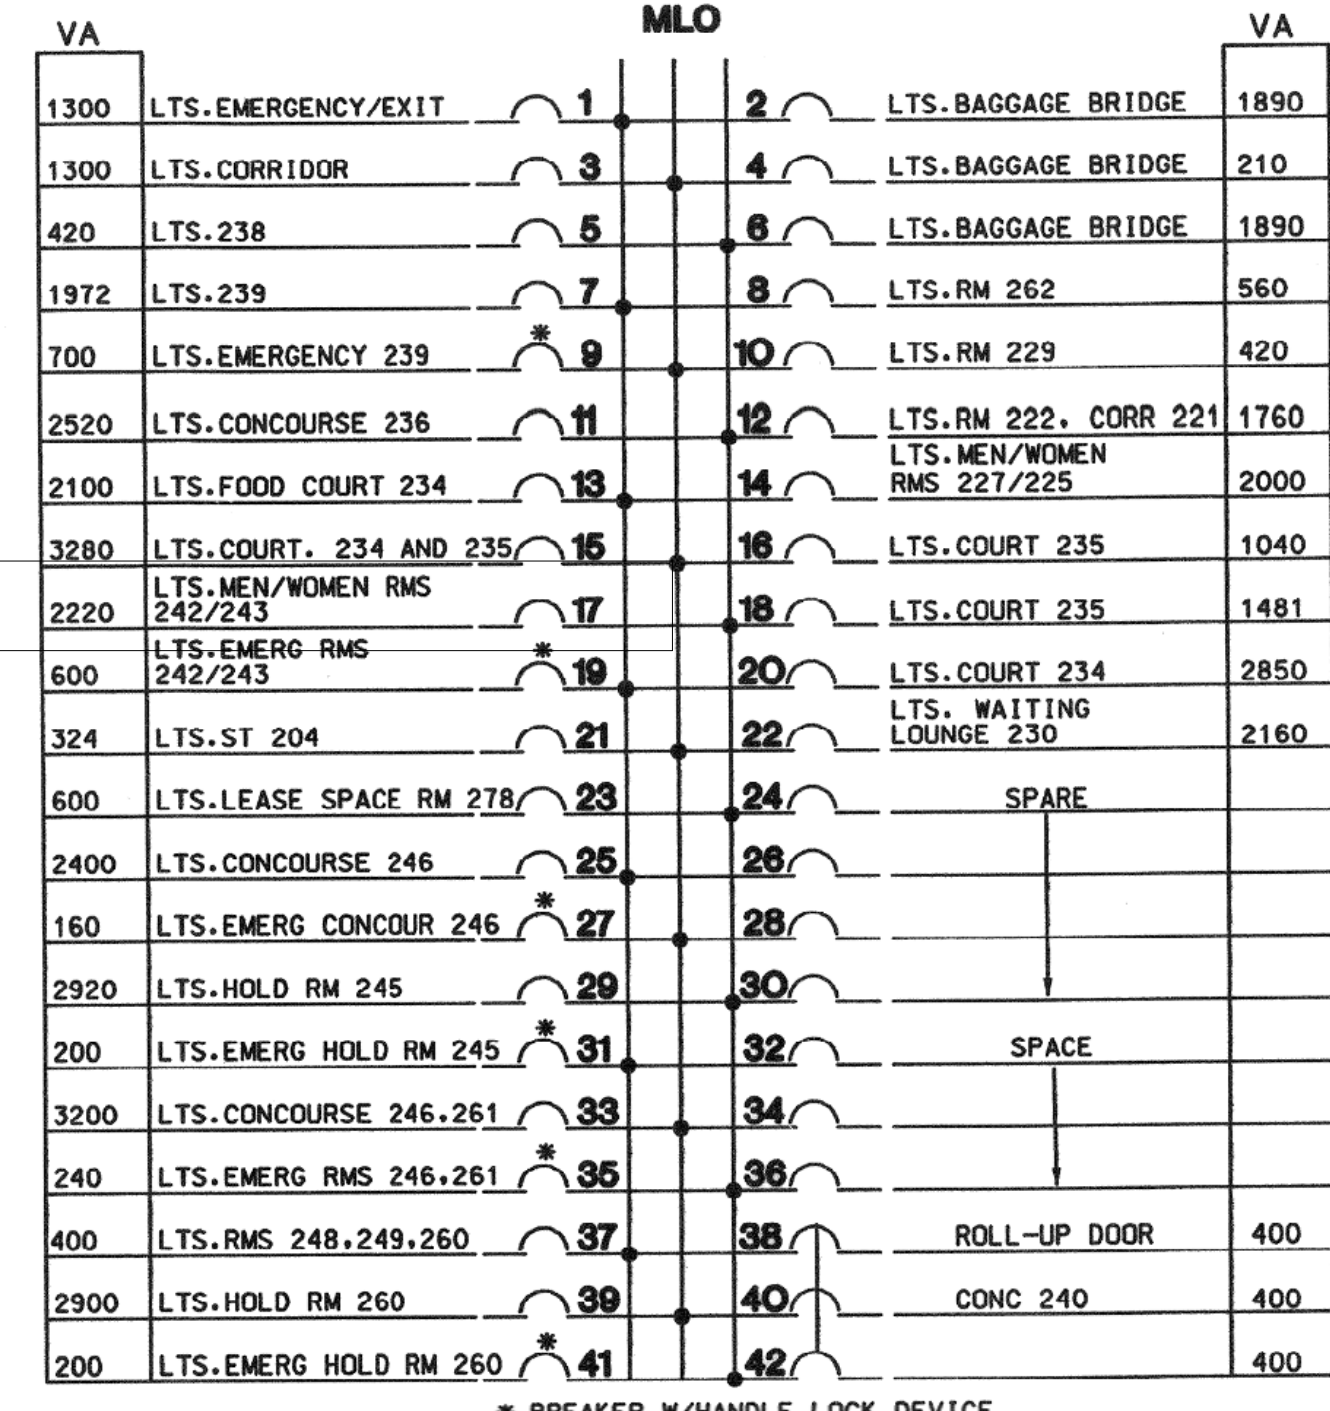 MLO
VA VA
1300 LTS.EMERGENCY/EXIT 1 2 LTS.BAGGAGE BRIDGE 1890
1300 LTS.CORRIDOR 3 4 LTS.BAGGAGE BRIDGE 210
420 LTS.238 5 6 LTS.BAGGAGE BRIDGE 1890
1972 LTS.239 7 8 LTS.RM 262 560
700 LTS.EMERGENCY 239 * 9 10 LTS.RM 229 420
2520 LTS.CONCOURSE 236 11 12 LTS.RM 222, CORR 221 1760
2100 LTS.FOOD COURT 234 13 14 LTS.MEN/WOMEN
RMS 227/225 2000
3280 LTS.COURT. 234 AND 235 15 16 LTS.COURT 235 1040
LTS.MEN/WOMEN RMS
2220 242/243 17 18 LTS.COURT 235 1481
LTS.EMERG RMS
600 242/243 * 19 20 LTS.COURT 234 2850
324 LTS.ST 204 21 22 LTS. WAITING
LOUNGE 230 2160
600 LTS.LEASE SPACE RM 278 23 24 SPARE
2400 LTS.CONCOURSE 246 25 26
160 LTS.EMERG CONCOUR 246 * 27 28
2920 LTS.HOLD RM 245 29 30
200 LTS.EMERG HOLD RM 245 * 31 32 SPACE
3200 LTS.CONCOURSE 246,261 33 34
240 LTS.EMERG RMS 246,261 * 35 36
400 LTS.RMS 248,249,260 37 38 ROLL-UP DOOR 400
2900 LTS.HOLD RM 260 39 40 CONC 240 400
200 LTS.EMERG HOLD RM 260 * 41 42 400
* BREAKER W/HANDLE LOCK DEVICE